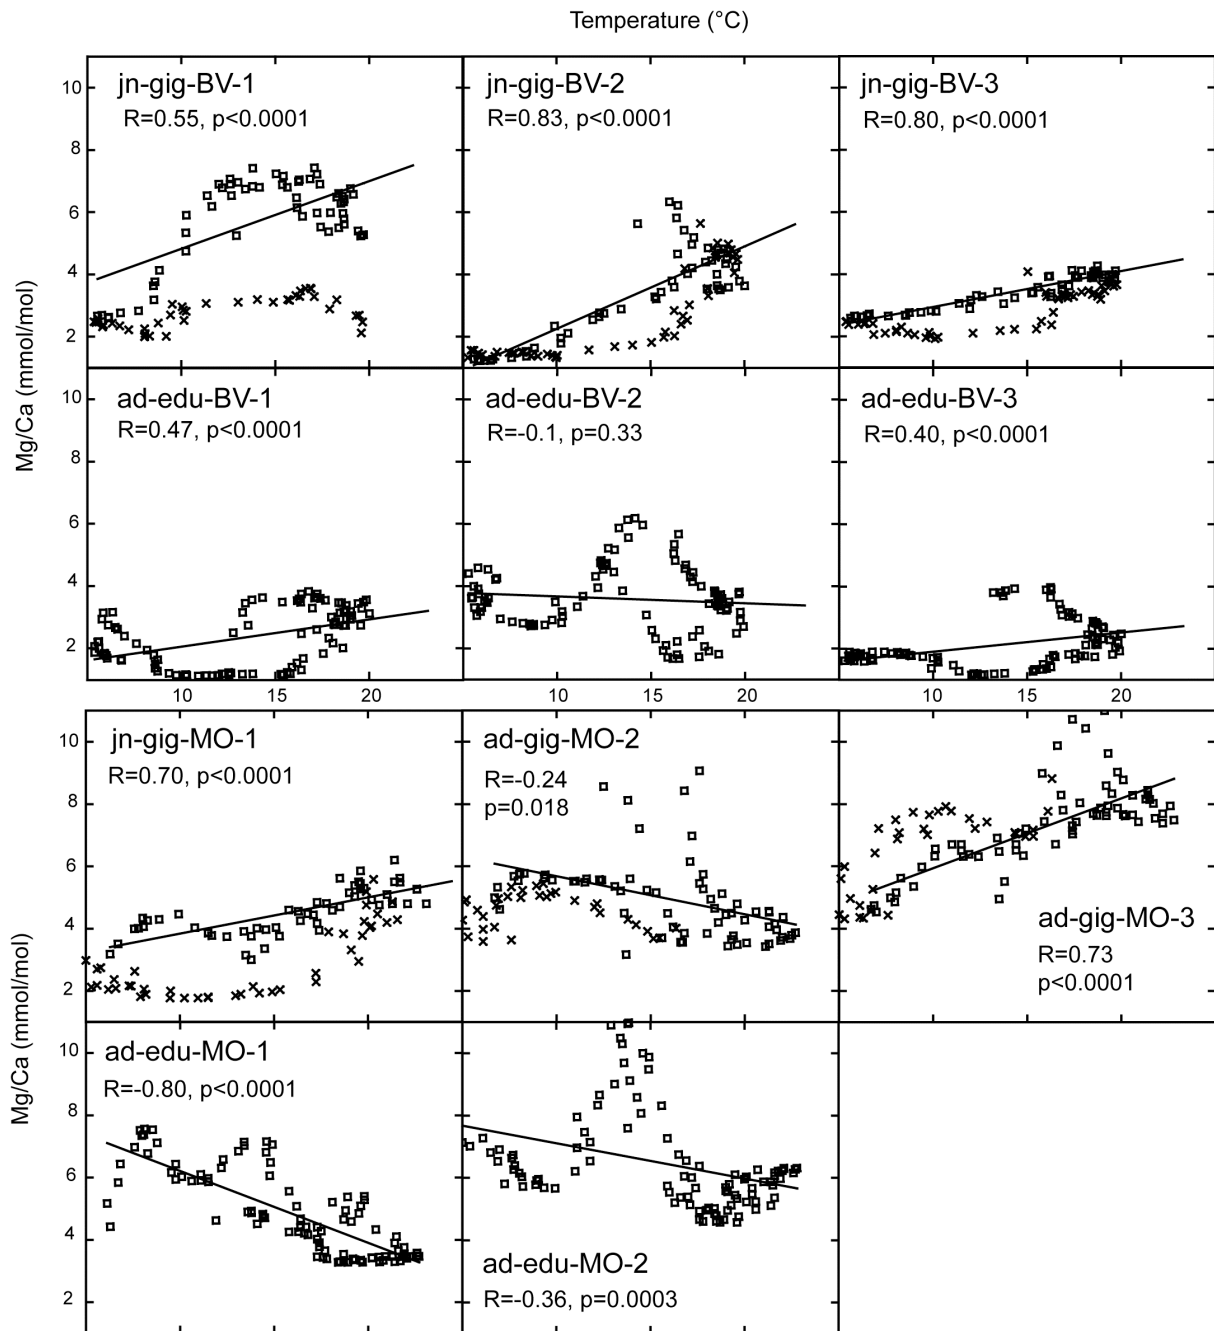 Temperature (°C)
jn-gig-BV-1
R=0.55, p<0.0001
jn-gig-BV-2
R=0.83, p<0.0001
jn-gig-BV-3
R=0.80, p<0.0001
10
8
6
4
2
Mg/Ca (mmol/mol)
ad-edu-BV-1
R=0.47, p<0.0001
ad-edu-BV-2
R=-0.1, p=0.33
ad-edu-BV-3
R=0.40, p<0.0001
10
8
6
4
2
10 15 20
10 15 20
10 15 20
jn-gig-MO-1
R=0.70, p<0.0001
ad-gig-MO-2
R=-0.24
p=0.018
ad-gig-MO-3
R=0.73
p<0.0001
10
8
6
4
2
Mg/Ca (mmol/mol)
ad-edu-MO-1
R=-0.80, p<0.0001
ad-edu-MO-2
R=-0.36, p=0.0003
10
8
6
4
2